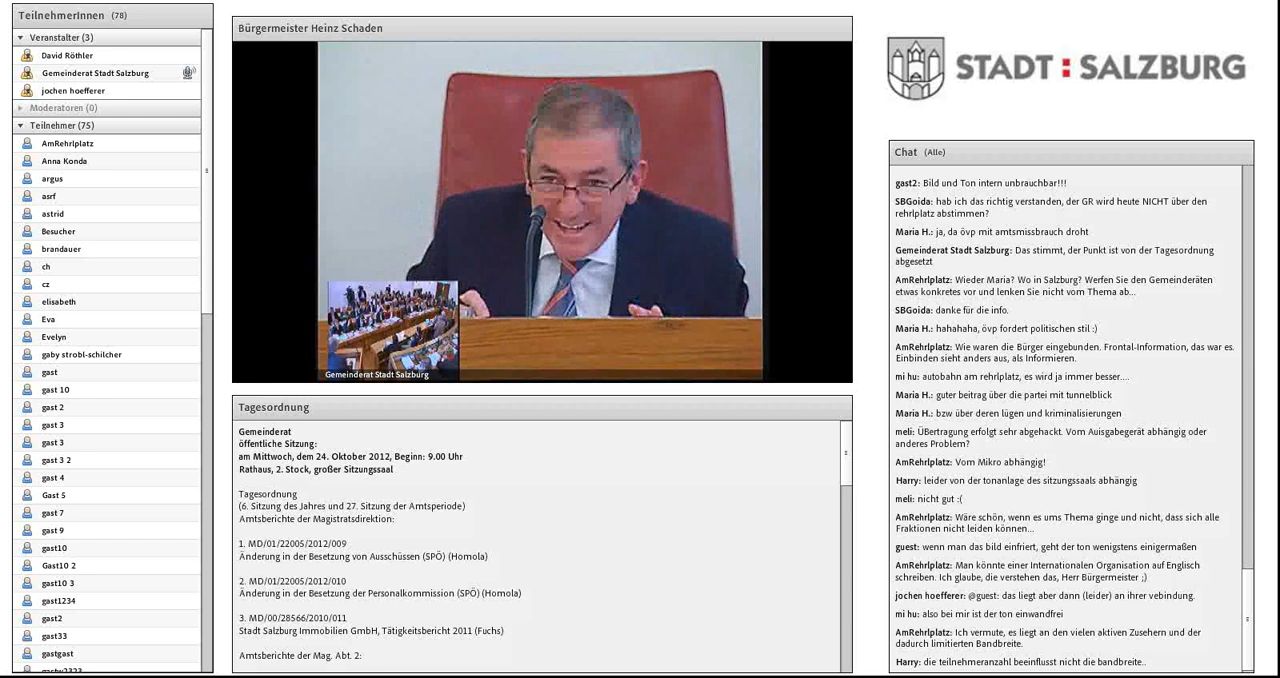 TeilnehmerInnen (78)
Veranstalter (3)
David Röthler
Gemeinderat Stadt Salzburg
jochen hoefferer
Moderatoren (0)
Teilnehmer (75)
AmRehrlplatz
Anna Konda
argus
asrf
astrid
Besucher
brandauer
ch
cz
elisabeth
Eva
Evelyn
gaby strobl-schilcher
gast
gast 10
gast 2
gast 3
gast 3
gast 3 2
gast 4
Gast 5
gast 7
gast 9
gast10
Gast10 2
gast10 3
gast1234
gast2
gast33
gastgast
gastw2323
Bürgermeister Heinz Schaden
Gemeinderat Stadt Salzburg
Tagesordnung
Gemeinderat
öffentliche Sitzung:
am Mittwoch, dem 24. Oktober 2012, Beginn: 9.00 Uhr
Rathaus, 2. Stock, großer Sitzungssaal
Tagesordnung
(6. Sitzung des Jahres und 27. Sitzung der Amtsperiode)
Amtsberichte der Magistratsdirektion:
1. MD/01/22005/2012/009
Änderung in der Besetzung von Ausschüssen (SPÖ) (Homola)
2. MD/01/22005/2012/010
Änderung in der Besetzung der Personalkommission (SPÖ) (Homola)
3. MD/00/28566/2010/011
Stadt Salzburg Immobilien GmbH, Tätigkeitsbericht 2011 (Fuchs)
Amtsberichte der Mag. Abt. 2:
STADT : SALZBURG
Chat (Alle)
gast2: Bild und Ton intern unbrauchbar!!!
SBGoida: hab ich das richtig verstanden, der GR wird heute NICHT über den
rehrlplatz abstimmen?
Maria H.: ja, da övp mit amtsmissbrauch droht
Gemeinderat Stadt Salzburg: Das stimmt, der Punkt ist von der Tagesordnung
abgesetzt
AmRehrlplatz: Wieder Maria? Wo in Salzburg? Werfen Sie den Gemeinderäten
etwas konkretes vor und lenken Sie nicht vom Thema ab...
SBGoida: danke für die info.
Maria H.: hahahaha, övp fordert politischen stil :)
AmRehrlplatz: Wie waren die Bürger eingebunden. Frontal-Information, das war es.
Einbinden sieht anders aus, als Informieren.
mi hu: autobahn am rehrlplatz, es wird ja immer besser....
Maria H.: guter beitrag über die partei mit tunnelblick
Maria H.: bzw über deren lügen und kriminalisierungen
meli: ÜBertragung erfolgt sehr abgehackt. Vom Auisgabegerät abhängig oder
anderes Problem?
AmRehrlplatz: Vom Mikro abhängig!
Harry: leider von der tonanlage des sitzungssaals abhängig
meli: nicht gut :(
AmRehrlplatz: Wäre schön, wenn es ums Thema ginge und nicht, dass sich alle
Fraktionen nicht leiden können...
guest: wenn man das bild einfriert, geht der ton wenigstens einigermaßen
AmRehrlplatz: Man könnte einer Internationalen Organisation auf Englisch
schreiben. Ich glaube, die verstehen das, Herr Bürgermeister ;)
jochen hoefferer: @guest: das liegt aber dann (leider) an ihrer vebindung.
mi hu: also bei mir ist der ton einwandfrei
AmRehrlplatz: Ich vermute, es liegt an den vielen aktiven Zusehern und der
dadurch limitierten Bandbreite.
Harry: die teilnehmeranzahl beeinflusst nicht die bandbreite..